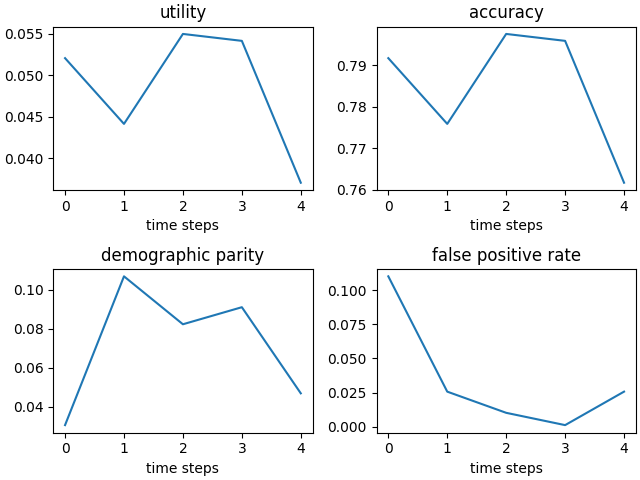 utility
0.055
0.050
0.045
0.040
0 1 2 3 4
time steps
accuracy
0.79
0.78
0.77
0.76
0 1 2 3 4
time steps
demographic parity
0.10
0.08
0.06
0.04
0 1 2 3 4
time steps
false positive rate
0.100
0.075
0.050
0.025
0.000
0 1 2 3 4
time steps